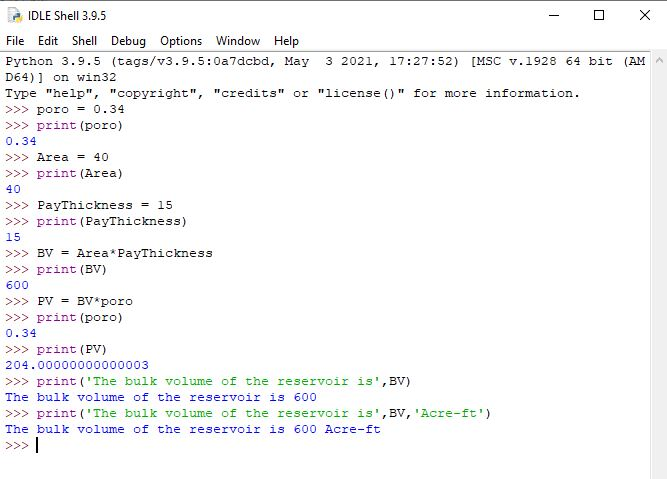 IDLE Shell 3.9.5
File Edit Shell Debug Options Window Help
Python 3.9.5 (tags/v3.9.5:0a7dcbd, May  3 2021, 17:27:52) [MSC v.1928 64 bit (AM
D64)] on win32
Type "help", "copyright", "credits" or "license()" for more information.
>>> poro = 0.34
>>> print(poro)
0.34
>>> Area = 40
>>> print(Area)
40
>>> PayThickness = 15
>>> print(PayThickness)
15
>>> BV = Area*PayThickness
>>> print(BV)
600
>>> PV = BV*poro
>>> print(poro)
0.34
>>> print(PV)
204.00000000000003
>>> print('The bulk volume of the reservoir is',BV)
The bulk volume of the reservoir is 600
>>> print('The bulk volume of the reservoir is',BV,'Acre-ft')
The bulk volume of the reservoir is 600 Acre-ft
>>>